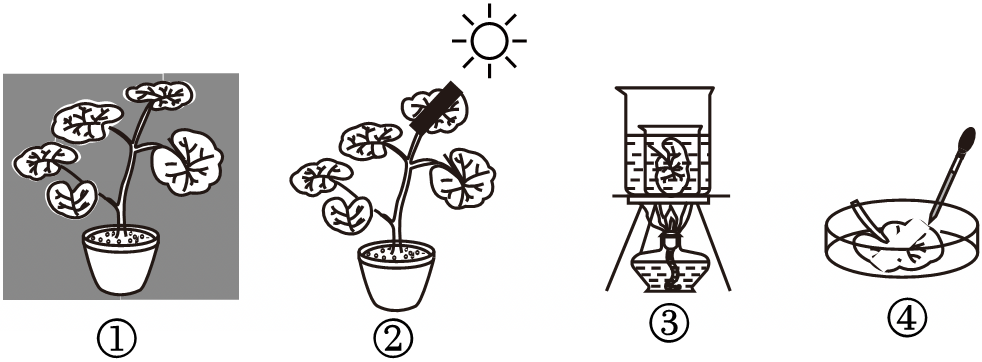 ① ② ③ ④